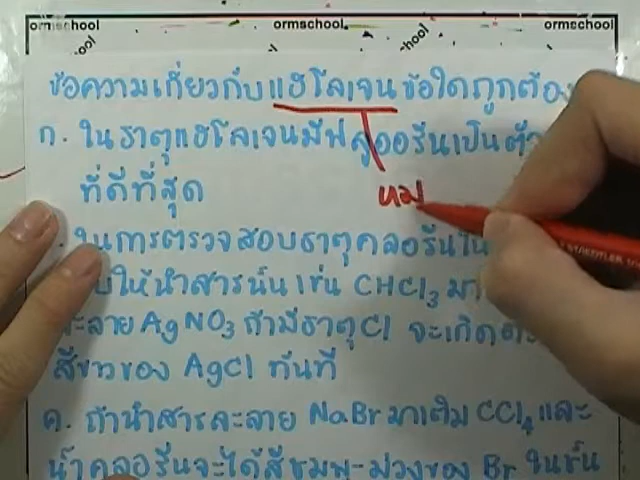 ormschool ormschool ormschool
ool -school
ข้อความเกี่ยวกับแฮโลเจนข้อใดถูกต้อง
ก. ในธาตุแฮโลเจนมีฟลูออรีนเป็นตัว
ที่ดีที่สุด
หม
ในการตรวจสอบธาตุคลอรีนใน
ให้นำสารนั้น เช่น CHCl3 มา
ละลาย AgNO3 ถ้ามีธาตุ Cl จะเกิดตะ
สีขาวของ AgCl ทันที
ค. ถ้านำสารละลาย NaBr มาเติม CCl4 และ
น้ำคลอรีนจะได้สีชมพู-ม่วงของ Br ในชั้น